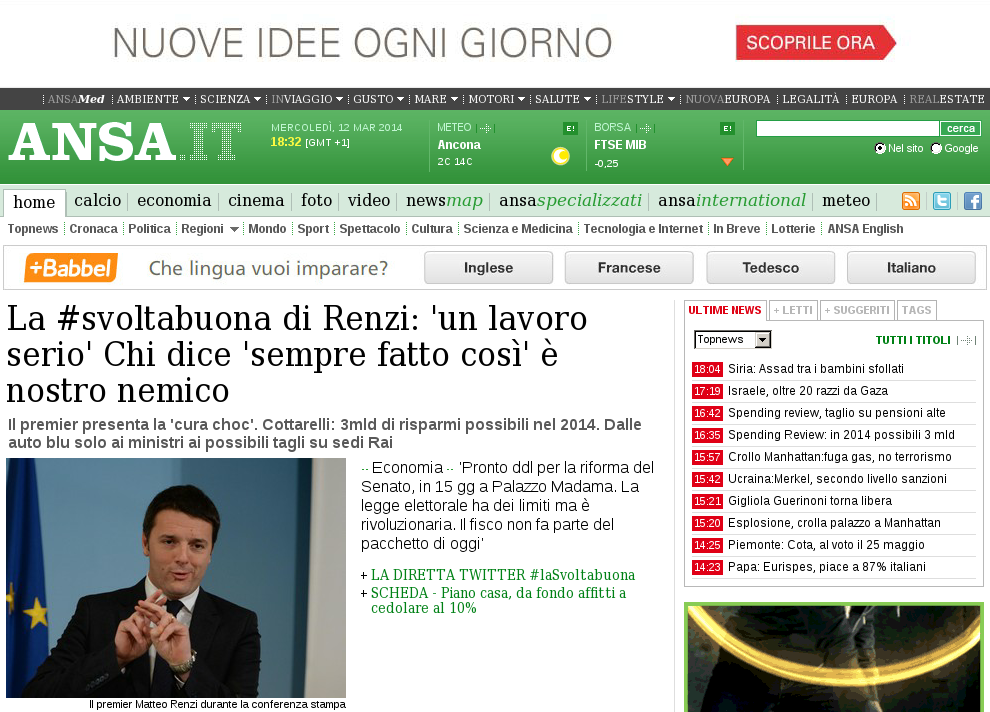 NUOVE IDEE OGNI GIORNO
SCOPRILE ORA
ANSAMed AMBIENTE SCIENZA INVIAGGIO GUSTO MARE MOTORI SALUTE LIFESTYLE NUOVAEUROPA LEGALITÀ EUROPA REALESTATE
ANSA.IT
MERCOLEDÌ, 12 MAR 2014
18:32 [GMT +1]
METEO E!
Ancona
2C 14C
BORSA E!
FTSE MIB
-0,25
cerca
Nel sito Google
home calcio economia cinema foto video newsmap ansaspecializzati ansainternational meteo
Topnews Cronaca Politica Regioni Mondo Sport Spettacolo Cultura Scienza e Medicina Tecnologia e Internet In Breve Lotterie ANSA English
+Babbel Che lingua vuoi imparare? Inglese Francese Tedesco Italiano
La #svoltabuona di Renzi: 'un lavoro
serio' Chi dice 'sempre fatto così' è
nostro nemico
Il premier presenta la 'cura choc'. Cottarelli: 3mld di risparmi possibili nel 2014. Dalle
auto blu solo ai ministri ai possibili tagli su sedi Rai
-- Economia -- 'Pronto ddl per la riforma del
Senato, in 15 gg a Palazzo Madama. La
legge elettorale ha dei limiti ma è
rivoluzionaria. Il fisco non fa parte del
pacchetto di oggi'
+ LA DIRETTA TWITTER #laSvoltabuona
+ SCHEDA - Piano casa, da fondo affitti a
cedolare al 10%
Il premier Matteo Renzi durante la conferenza stampa
ULTIME NEWS + LETTI + SUGGERITI TAGS
Topnews TUTTI I TITOLI
18:04 Siria: Assad tra i bambini sfollati
17:19 Israele, oltre 20 razzi da Gaza
16:42 Spending review, taglio su pensioni alte
16:35 Spending Review: in 2014 possibili 3 mld
15:57 Crollo Manhattan:fuga gas, no terrorismo
15:42 Ucraina:Merkel, secondo livello sanzioni
15:21 Gigliola Guerinoni torna libera
15:20 Esplosione, crolla palazzo a Manhattan
14:25 Piemonte: Cota, al voto il 25 maggio
14:23 Papa: Eurispes, piace a 87% italiani